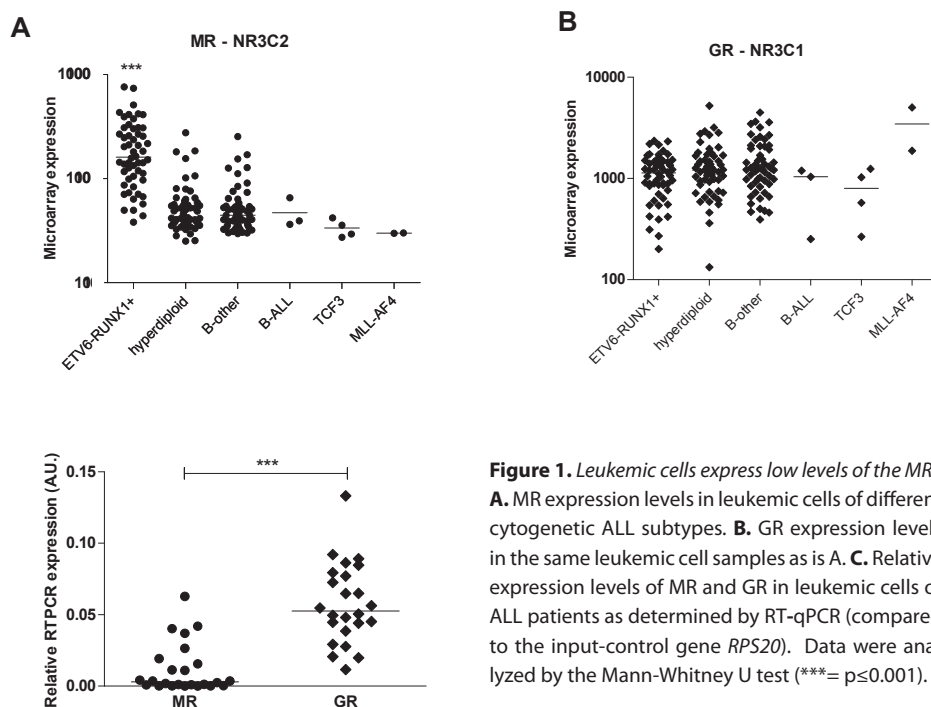 A
MR - NR3C2
***
1000
100
10
Microarray expression
ETV6-RUNX1+
hyperdiploid
B-other
B-ALL
TCF3
MLL-AF4
B
GR - NR3C1
10000
1000
100
Microarray expression
ETV6-RUNX1+
hyperdiploid
B-other
B-ALL
TCF3
MLL-AF4
Relative RTPCR expression (A.U.)
0.15
0.10
0.05
0.00
***
MR
GR
Figure 1. Leukemic cells express low levels of the MR
A. MR expression levels in leukemic cells of differen
cytogenetic ALL subtypes. B. GR expression level
in the same leukemic cell samples as is A. C. Relativ
expression levels of MR and GR in leukemic cells o
ALL patients as determined by RT-qPCR (compare
to the input-control gene RPS20). Data were ana
lyzed by the Mann-Whitney U test (***= p≤0.001).